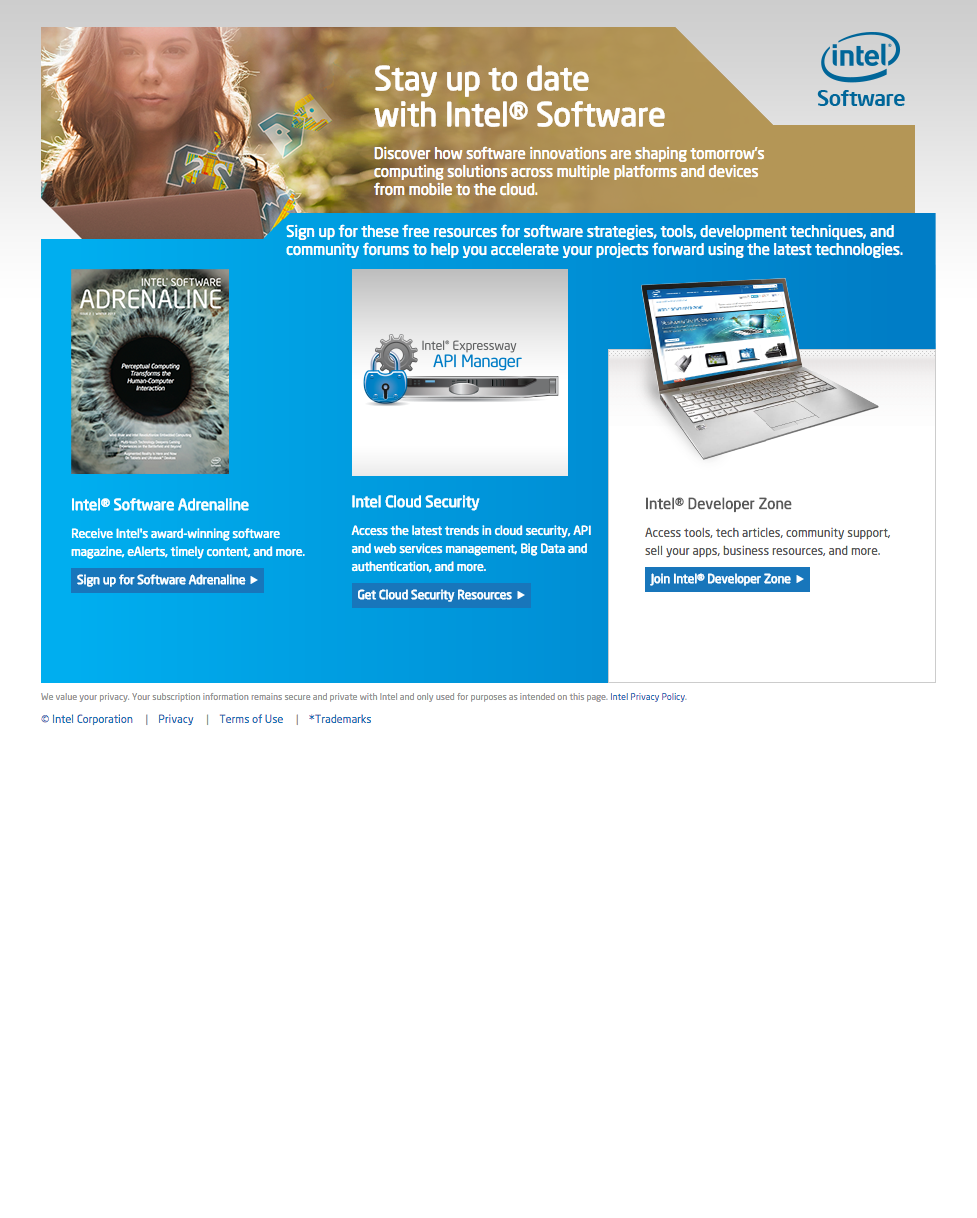 Stay up to date
with Intel® Software
intel®
Software
Discover how software innovations are shaping tomorrow's
computing solutions across multiple platforms and devices
from mobile to the cloud.
Sign up for these free resources for software strategies, tools, development techniques, and
community forums to help you accelerate your projects forward using the latest technologies.
INTEL® SOFTWARE
ADRENALINE
Perceptual Computing
Transforms the
Human-Computer
Interaction
Intel® Expressway
API Manager
Intel® Software Adrenaline
Receive Intel's award-winning software
magazine, eAlerts, timely content, and more.
Sign up for Software Adrenaline
Intel Cloud Security
Access the latest trends in cloud security, API
and web services management, Big Data and
authentication, and more.
Get Cloud Security Resources
Intel® Developer Zone
Access tools, tech articles, community support,
sell your apps, business resources, and more.
Join Intel® Developer Zone
We value your privacy. Your subscription information remains secure and private with Intel and only used for purposes as intended on this page. Intel Privacy Policy.
© Intel Corporation | Privacy | Terms of Use | *Trademarks